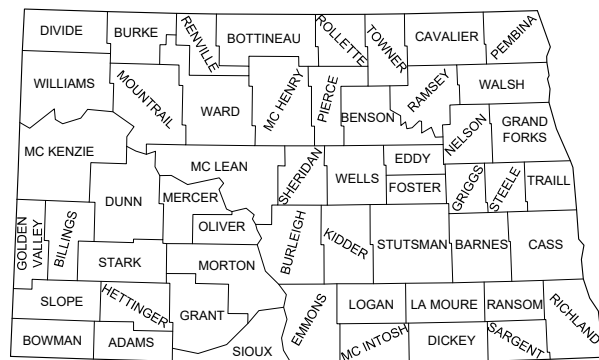 DIVIDE
BURKE
RENVILLE
BOTTINEAU
ROLLETTE
TOWNER
CAVALIER
PEMBINA
WILLIAMS
MOUNTRAIL
WARD
MC HENRY
PIERCE
BENSON
RAMSEY
WALSH
NELSON
GRAND
FORKS
MC KENZIE
MC LEAN
SHERIDAN
WELLS
EDDY
FOSTER
GRIGGS
STEELE
TRAILL
DUNN
MERCER
OLIVER
GOLDEN
VALLEY
BILLINGS
STARK
MORTON
BURLEIGH
KIDDER
STUTSMAN
BARNES
CASS
SLOPE
HETTINGER
GRANT
EMMONS
LOGAN
LA MOURE
RANSOM
RICHLAND
BOWMAN
ADAMS
SIOUX
MC INTOSH
DICKEY
SARGENT